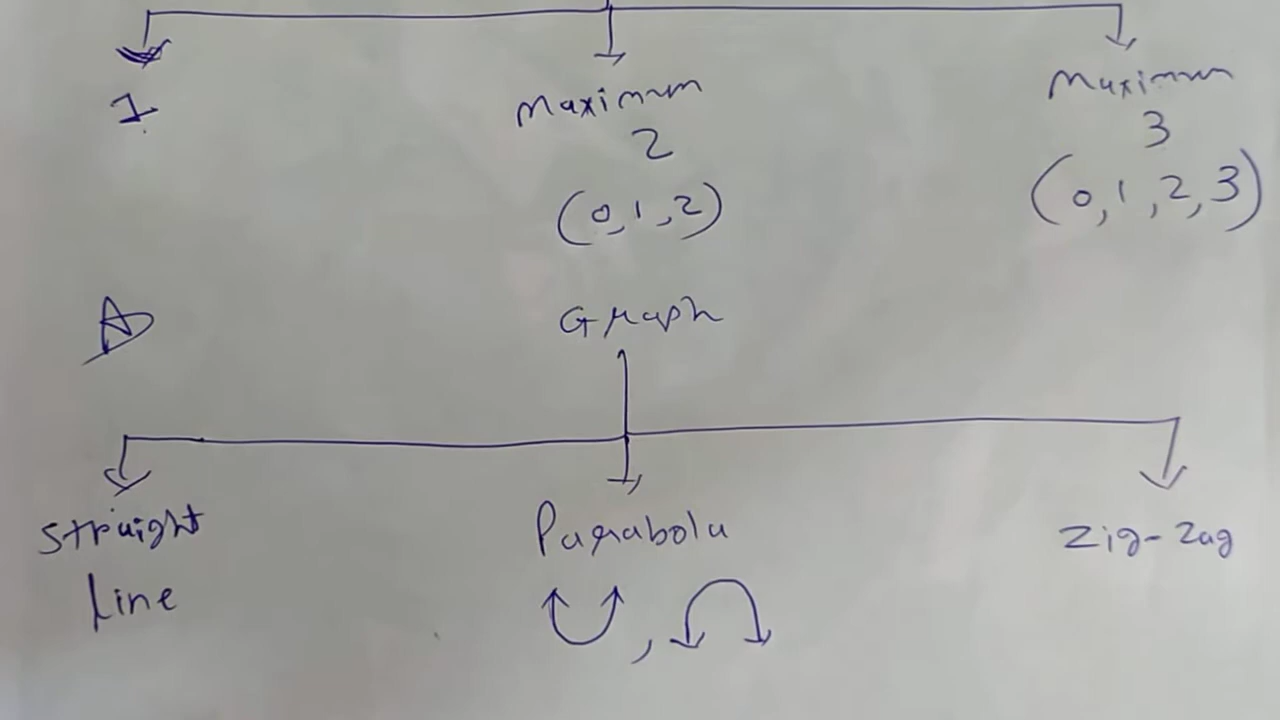 1
Maximum
Maximum
2
3
(0,1,2)
(0,1,2,3)
Graph
Straight
Line
Parabola
,
Zig-Zag